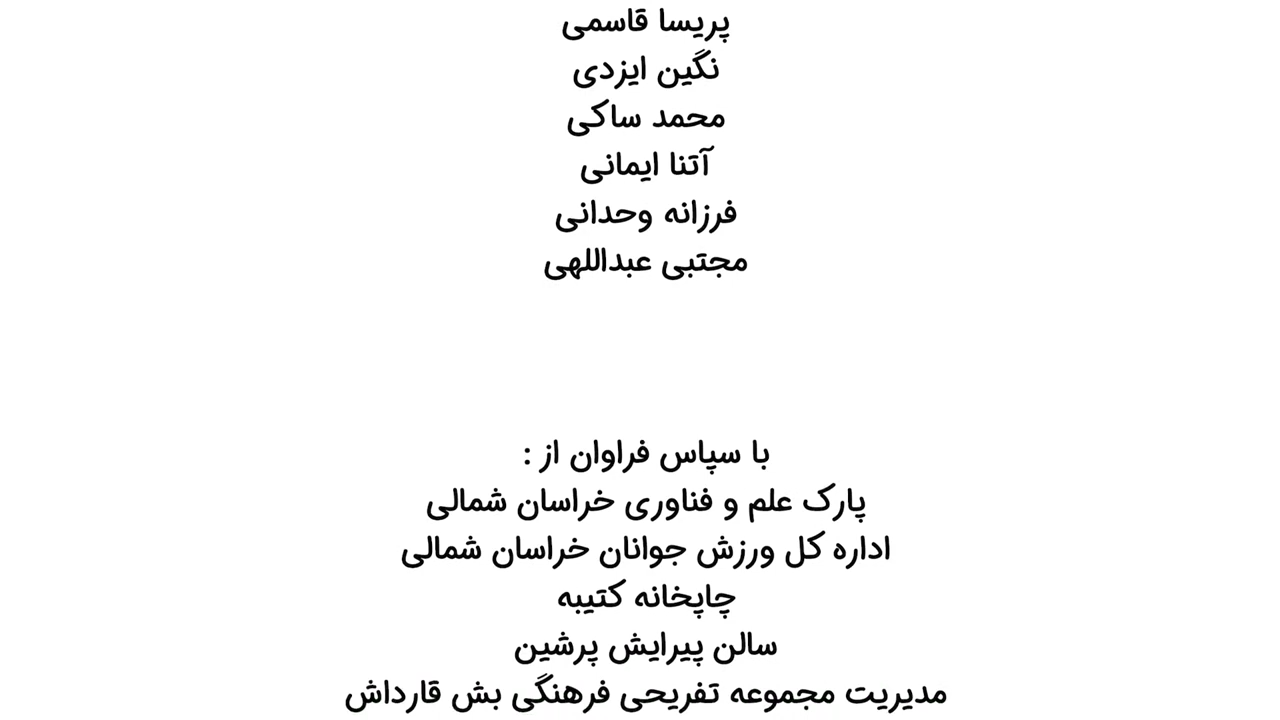 پریسا قاسمی
نگین ایزدی
محمد ساکی
آتنا ایمانی
فرزانه وحدانی
مجتبی عبداللهی
با سپاس فراوان از :
پارک علم و فناوری خراسان شمالی
اداره کل ورزش جوانان خراسان شمالی
چاپخانه کتیبه
سالن پیرایش پرشین
مدیریت مجموعه تفریحی فرهنگی بش قارداش